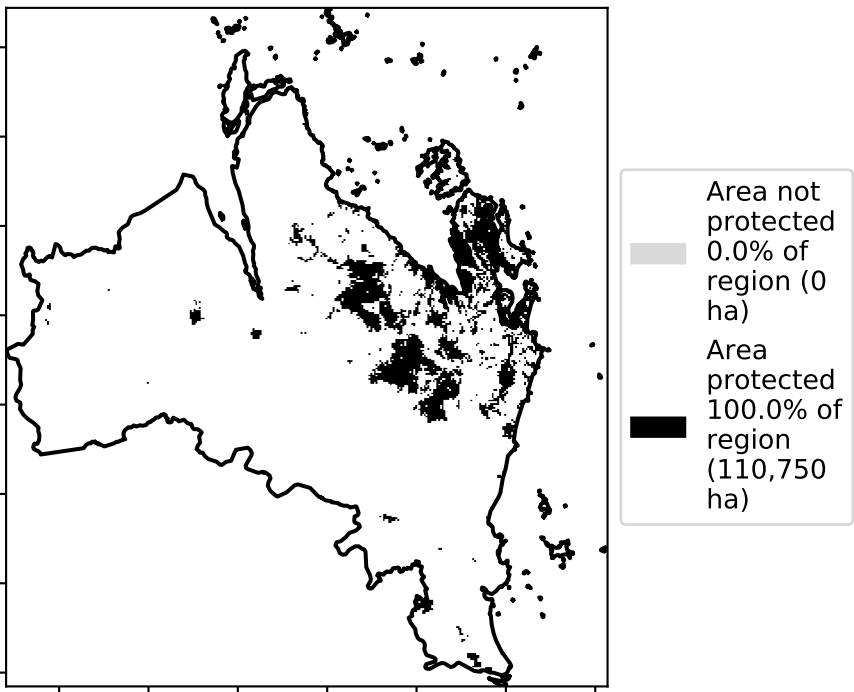 Area not
protected
0.0% of
region (0
ha)
Area
protected
100.0% of
region
(110,750
ha)